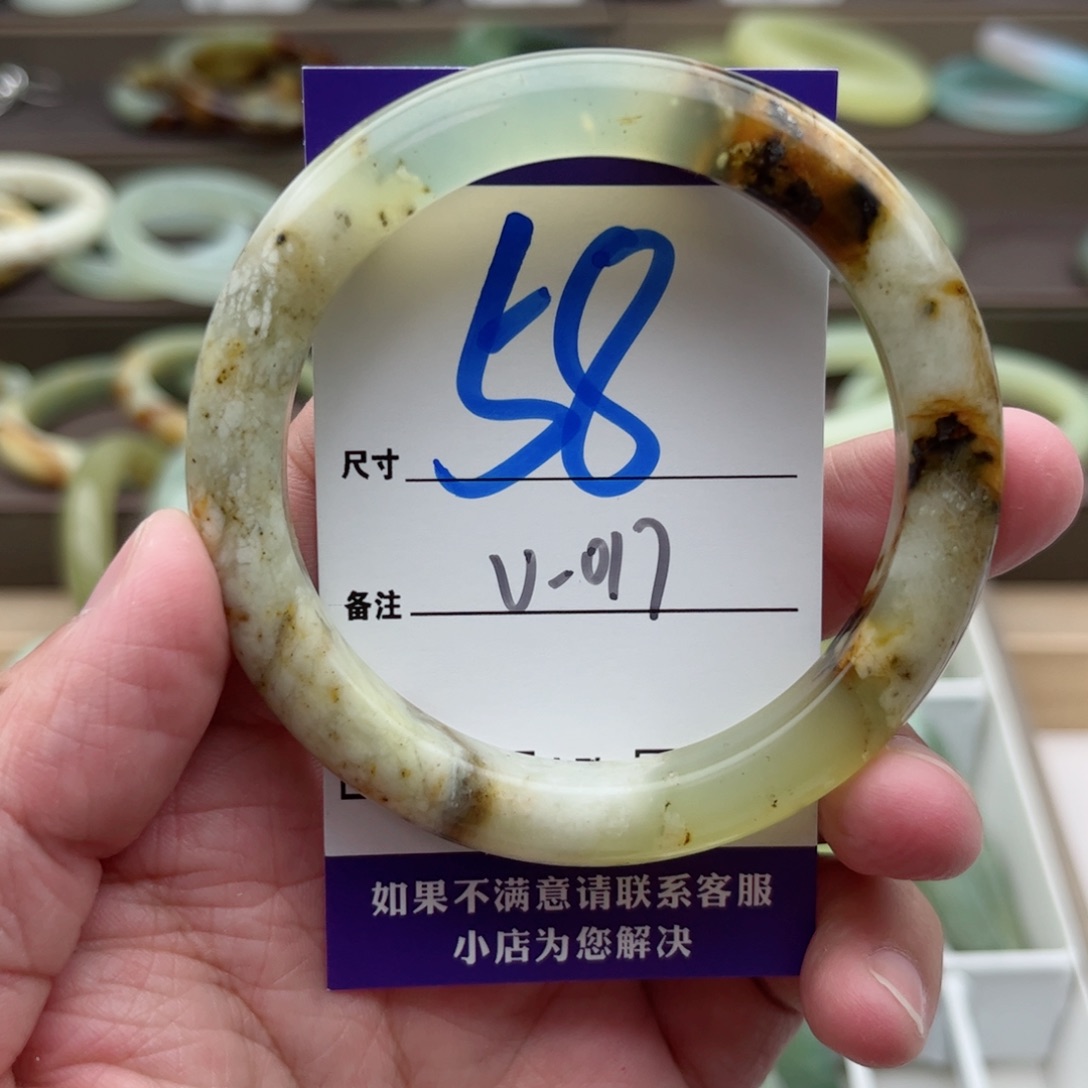 58
尺寸
V-017
备注
如果不满意请联系客服
小店为您解决